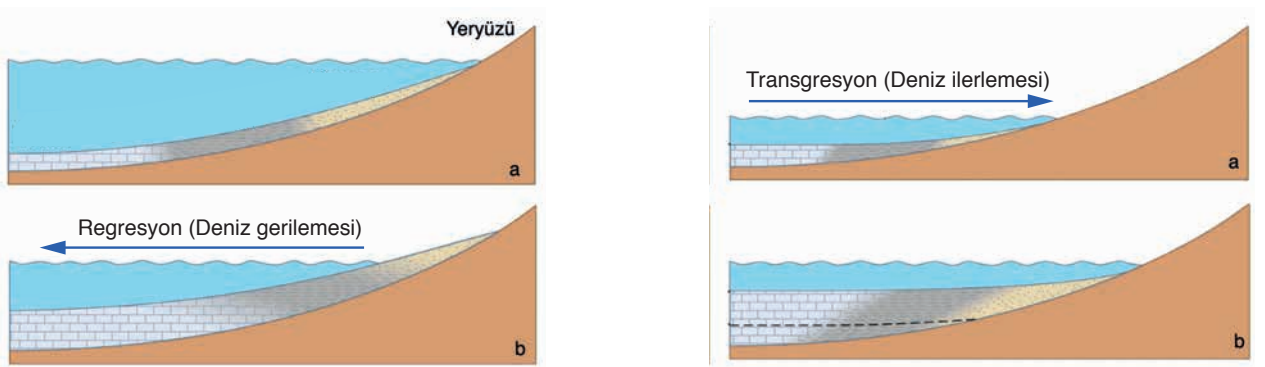 Yeryüzü
a
Regresyon (Deniz gerilemesi)
b
Transgresyon (Deniz ilerlemesi)
a
b